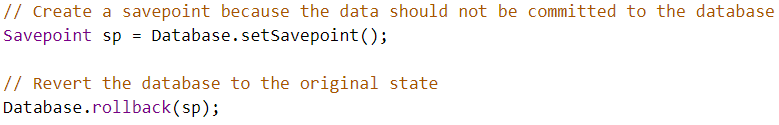 // Create a savepoint because the data should not be committed to the database
Savepoint sp = Database.setSavepoint();
// Revert the database to the original state
Database.rollback(sp);